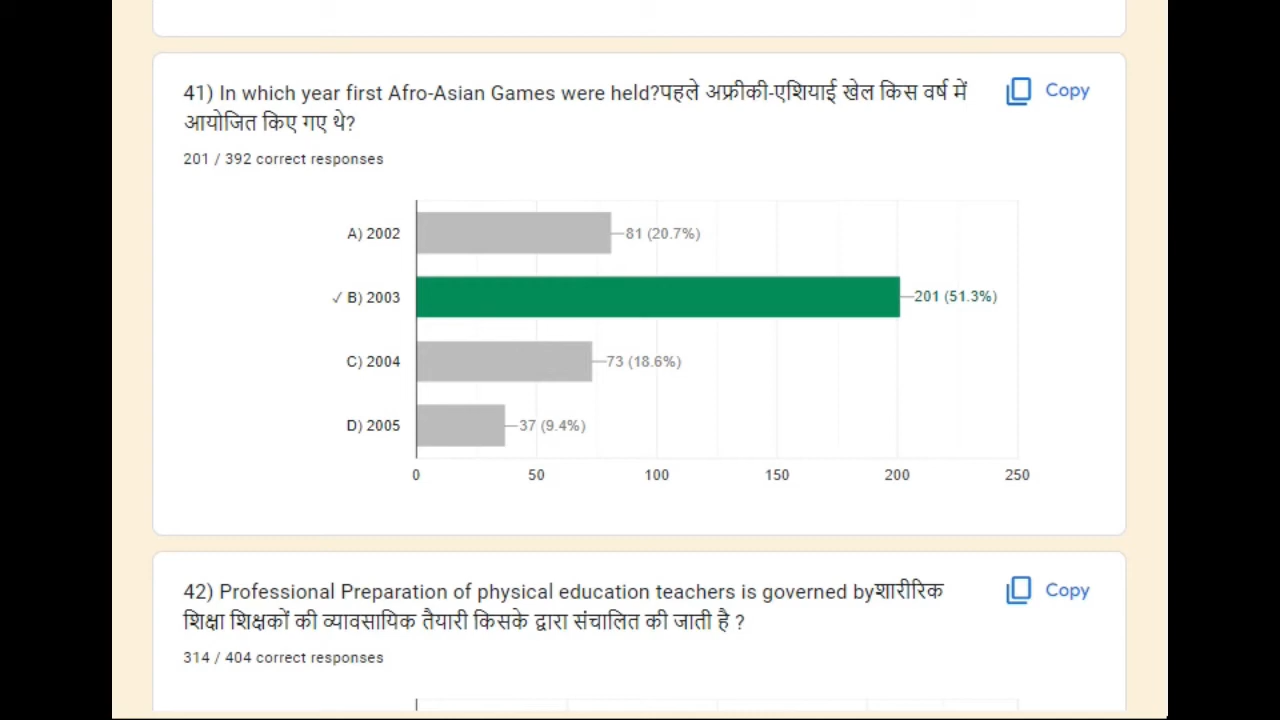 41) In which year first Afro-Asian Games were held?पहले अफ्रीकी-एशियाई खेल किस वर्ष में
आयोजित किए गए थे?
Copy
201 / 392 correct responses
A) 2002
81 (20.7%)
✓ B) 2003
201 (51.3%)
C) 2004
73 (18.6%)
D) 2005
37 (9.4%)
0 50 100 150 200 250
42) Professional Preparation of physical education teachers is governed byशारीरिक
शिक्षा शिक्षकों की व्यावसायिक तैयारी किसके द्वारा संचालित की जाती है ?
Copy
314 / 404 correct responses